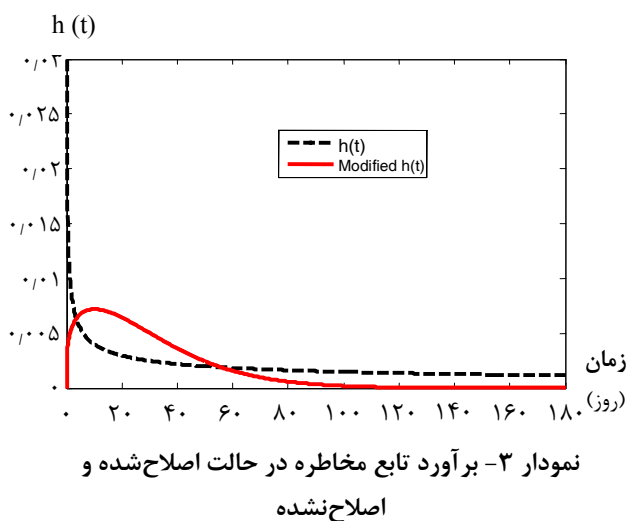 h (t)
۰٫۰۳
۰٫۰۲۵
۰٫۰۲
۰٫۰۱۵
۰٫۰۱
۰٫۰۰۵
۰
h(t)
Modified h(t)
۰ ۲۰ ۴۰ ۶۰ ۸۰ ۱۰۰ ۱۲۰ ۱۴۰ ۱۶۰ ۱۸۰
زمان
(روز)
نمودار ۳- برآورد تابع مخاطره در حالت اصلاح‌شده و
اصلاح‌نشده